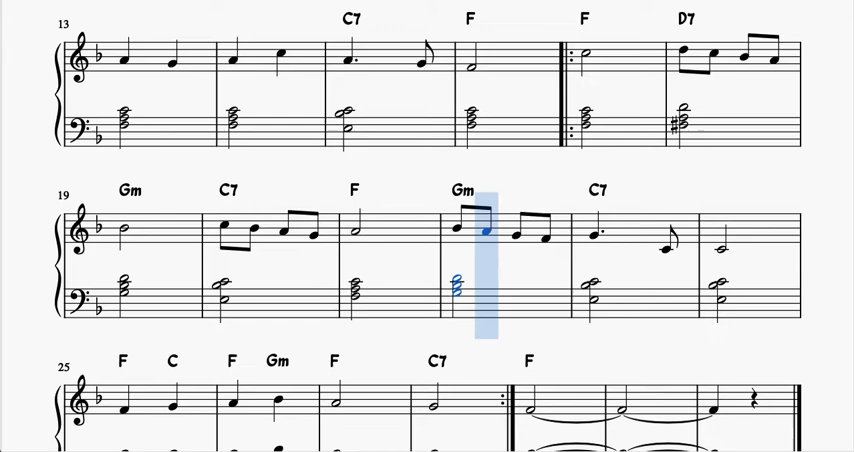 C7 F F D7
13
Gm C7 F Gm C7
19
F C F Gm F C7 F
25